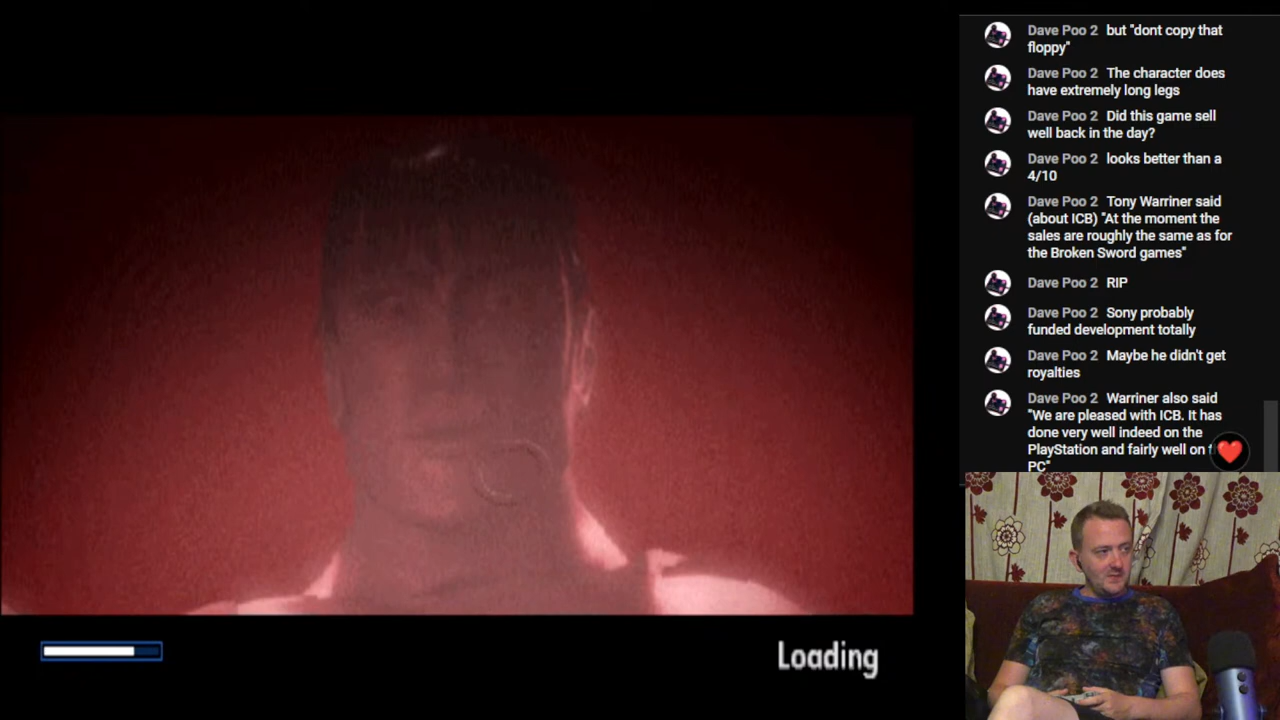 Dave Poo 2 but "dont copy that
floppy"
Dave Poo 2 The character does
have extremely long legs
Dave Poo 2 Did this game sell
well back in the day?
Dave Poo 2 looks better than a
4/10
Dave Poo 2 Tony Warriner said
(about ICB) "At the moment the
sales are roughly the same as for
the Broken Sword games"
Dave Poo 2 RIP
Dave Poo 2 Sony probably
funded development totally
Dave Poo 2 Maybe he didn't get
royalties
Dave Poo 2 Warriner also said
"We are pleased with ICB. It has
done very well indeed on the
PlayStation and fairly well on
PC"
Loading